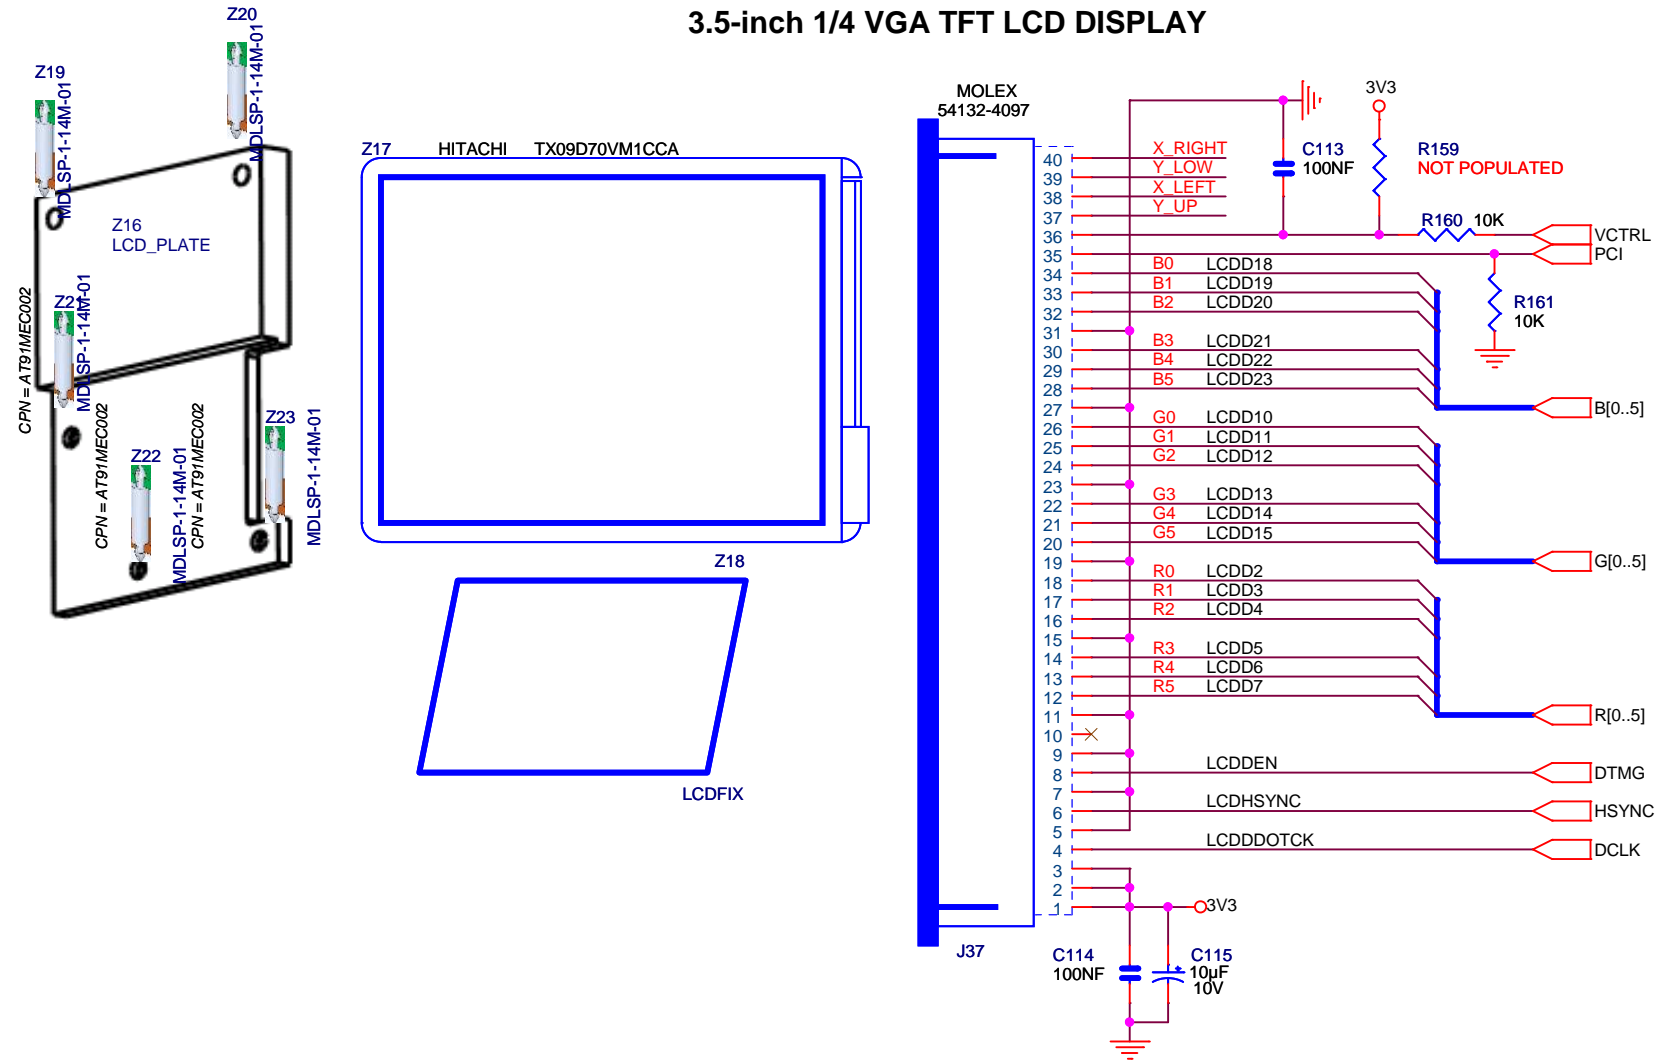 3.5-inch 1/4 VGA TFT LCD DISPLAY
Z20
MDLSP-1-14M-01
Z19
MDLSP-1-14M-01
Z16
LCD_PLATE
CPN = AT91MEC002
Z21
MDLSP-1-14M-01
CPN = AT91MEC002
Z22
MDLSP-1-14M-01
CPN = AT91MEC002
Z23
MDLSP-1-14M-01
Z17 HITACHI TX09D70VM1CCA
Z18
LCDFIX
MOLEX
54132-4097
3V3
C113
100NF
R159
NOT POPULATED
R160 10K
VCTRL
PCI
R161
10K
40 X_RIGHT
39 Y_LOW
38 X_LEFT
37 Y_UP
36
35
34 B0 LCDD18
33 B1 LCDD19
32 B2 LCDD20
31
30 B3 LCDD21
29 B4 LCDD22
28 B5 LCDD23
27 B[0..5]
26 G0 LCDD10
25 G1 LCDD11
24 G2 LCDD12
23
22 G3 LCDD13
21 G4 LCDD14
20 G5 LCDD15
19 G[0..5]
18 R0 LCDD2
17 R1 LCDD3
16 R2 LCDD4
15
14 R3 LCDD5
13 R4 LCDD6
12 R5 LCDD7
11 R[0..5]
10
9
8 LCDDEN DTMG
7
6 LCDHSYNC HSYNC
5
4 LCDDDOTCK DCLK
3
2
1 3V3
J37
C114
100NF
C115
10µF
10V